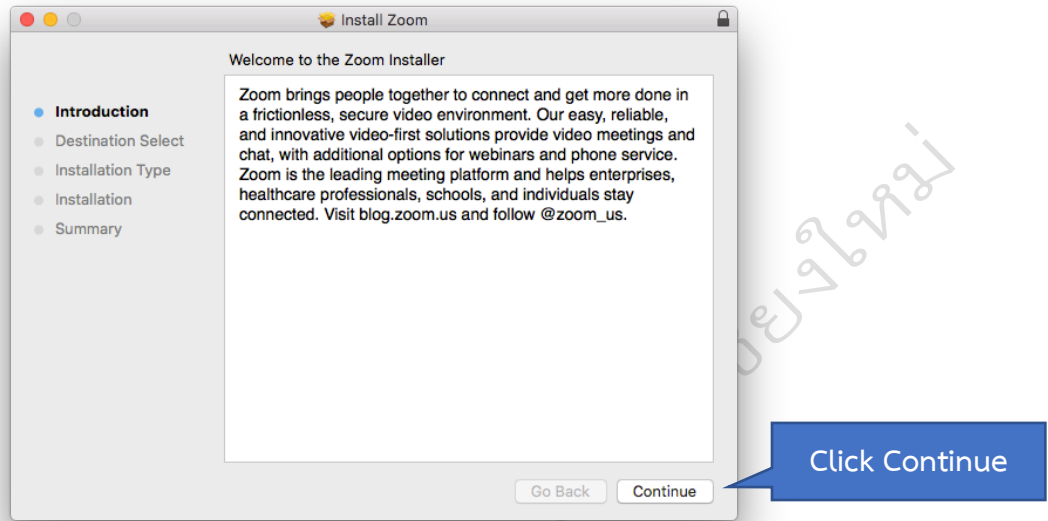 Install Zoom
Welcome to the Zoom Installer
Introduction
Destination Select
Installation Type
Installation
Summary
Zoom brings people together to connect and get more done in
a frictionless, secure video environment. Our easy, reliable,
and innovative video-first solutions provide video meetings and
chat, with additional options for webinars and phone service.
Zoom is the leading meeting platform and helps enterprises,
healthcare professionals, schools, and individuals stay
connected. Visit blog.zoom.us and follow @zoom_us.
Go Back
Continue
Click Continue